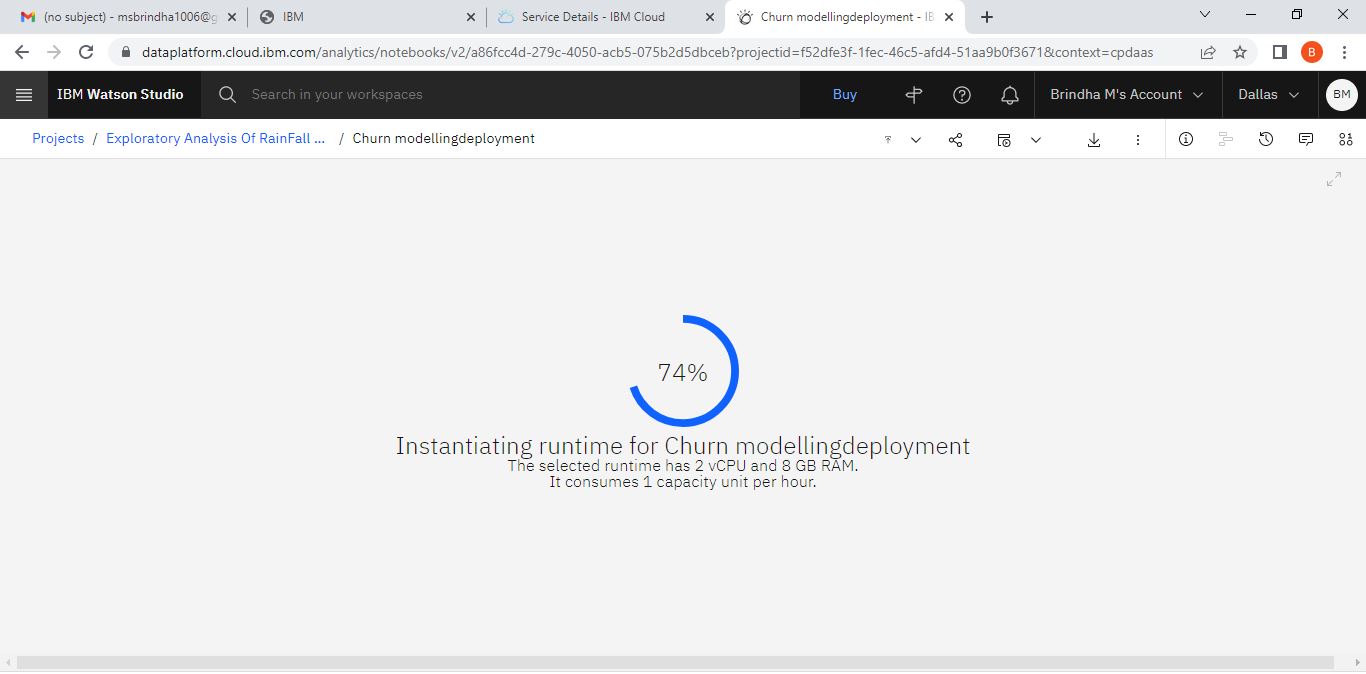 (no subject) - msbrindha1006@g
IBM
Service Details - IBM Cloud
Churn modellingdeployment - IB
dataplatform.cloud.ibm.com/analytics/notebooks/v2/a86fcc4d-279c-4050-acb5-075b2d5dbceb?projectid=f52dfe3f-1fec-46c5-afd4-51aa9b0f3671&context=cpdaas
B
IBM Watson Studio
Search in your workspaces
Buy
Brindha M's Account
Dallas
BM
Projects / Exploratory Analysis Of RainFall ... / Churn modellingdeployment
74%
Instantiating runtime for Churn modellingdeployment
The selected runtime has 2 vCPU and 8 GB RAM.
It consumes 1 capacity unit per hour.